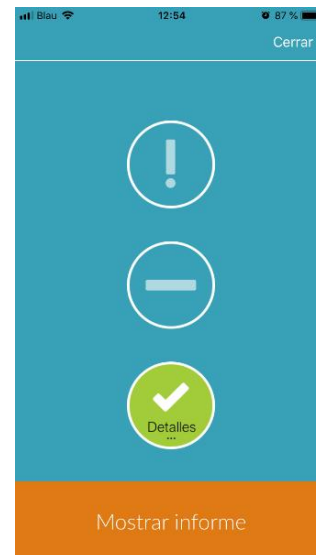 Blau 12:54 87 %
Cerrar
Detalles
...
Mostrar informe